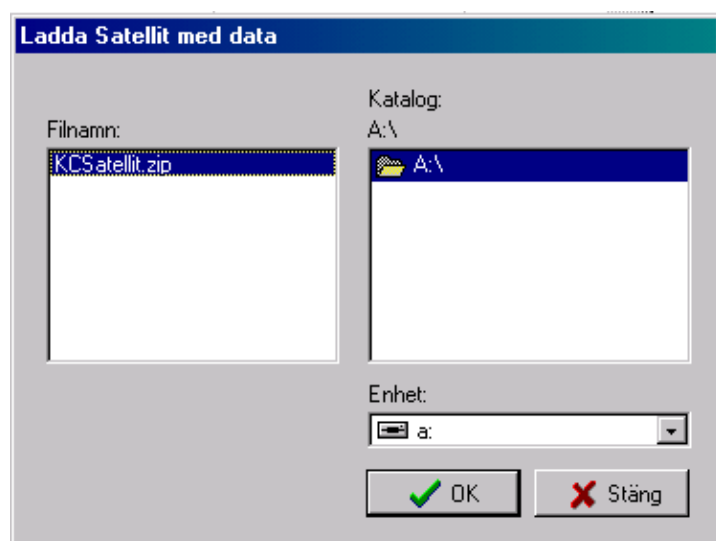 Ladda Satellit med data
Katalog:
Filnamn:
A:\
KCSatellit.zip
A:\
Enhet:
a:
OK
Stäng